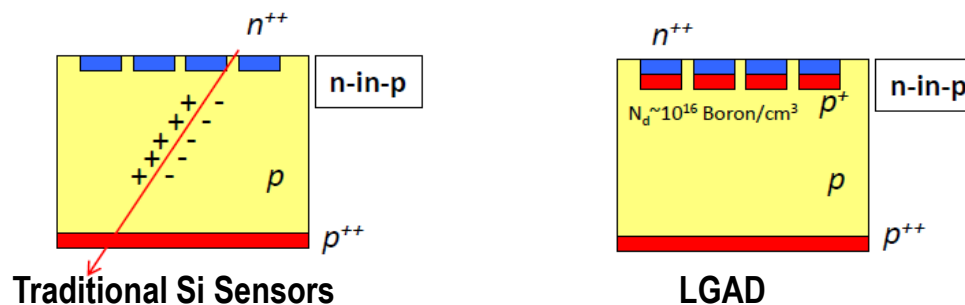 n++
n-in-p
+ -
+ -
+ -
+ -
+ -
p
p++
Traditional Si Sensors
n++
n-in-p
p+
Nd~10¹⁶ Boron/cm³
p
p++
LGAD